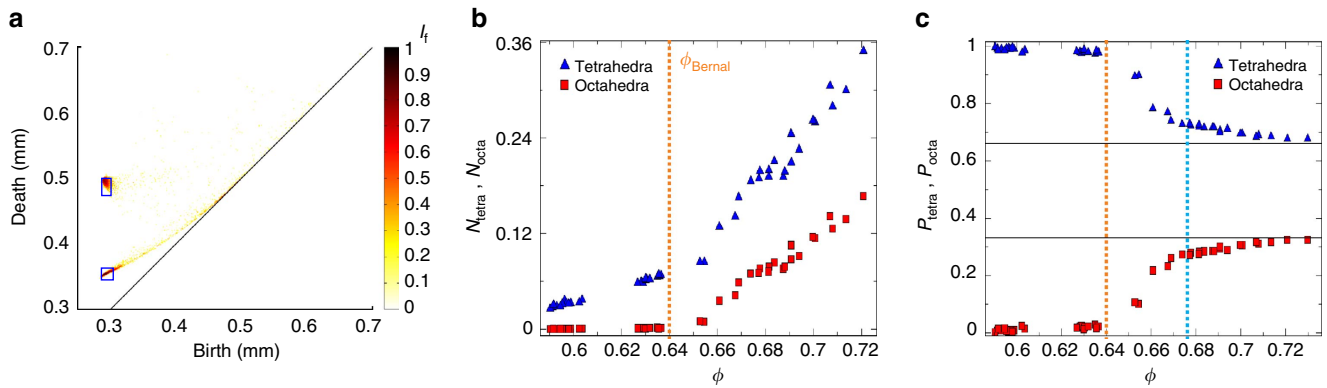 a
I_f
0.7
0.6
0.5
0.4
0.3
Death (mm)
0.3 0.4 0.5 0.6 0.7
Birth (mm)
1
0.9
0.8
0.7
0.6
0.5
0.4
0.3
0.2
0.1
0
b
0.36
0.24
0.12
0
N_tetra , N_octa
Tetrahedra
Octahedra
ϕ_Bernal
0.6 0.62 0.64 0.66 0.68 0.70 0.72
ϕ
c
1
0.8
0.6
0.4
0.2
0
P_tetra , P_octa
Tetrahedra
Octahedra
0.6 0.62 0.64 0.66 0.68 0.70 0.72
ϕ